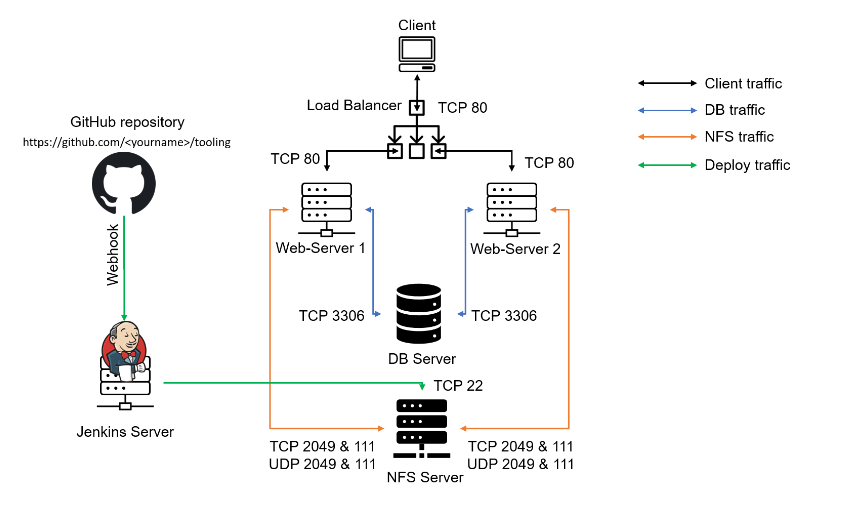 Client
Load Balancer
TCP 80
Client traffic
DB traffic
NFS traffic
Deploy traffic
GitHub repository
https://github.com/<yourname>/tooling
TCP 80
TCP 80
Web-Server 1
Web-Server 2
Webhook
TCP 3306
TCP 3306
DB Server
TCP 22
Jenkins Server
TCP 2049 & 111
UDP 2049 & 111
TCP 2049 & 111
UDP 2049 & 111
NFS Server